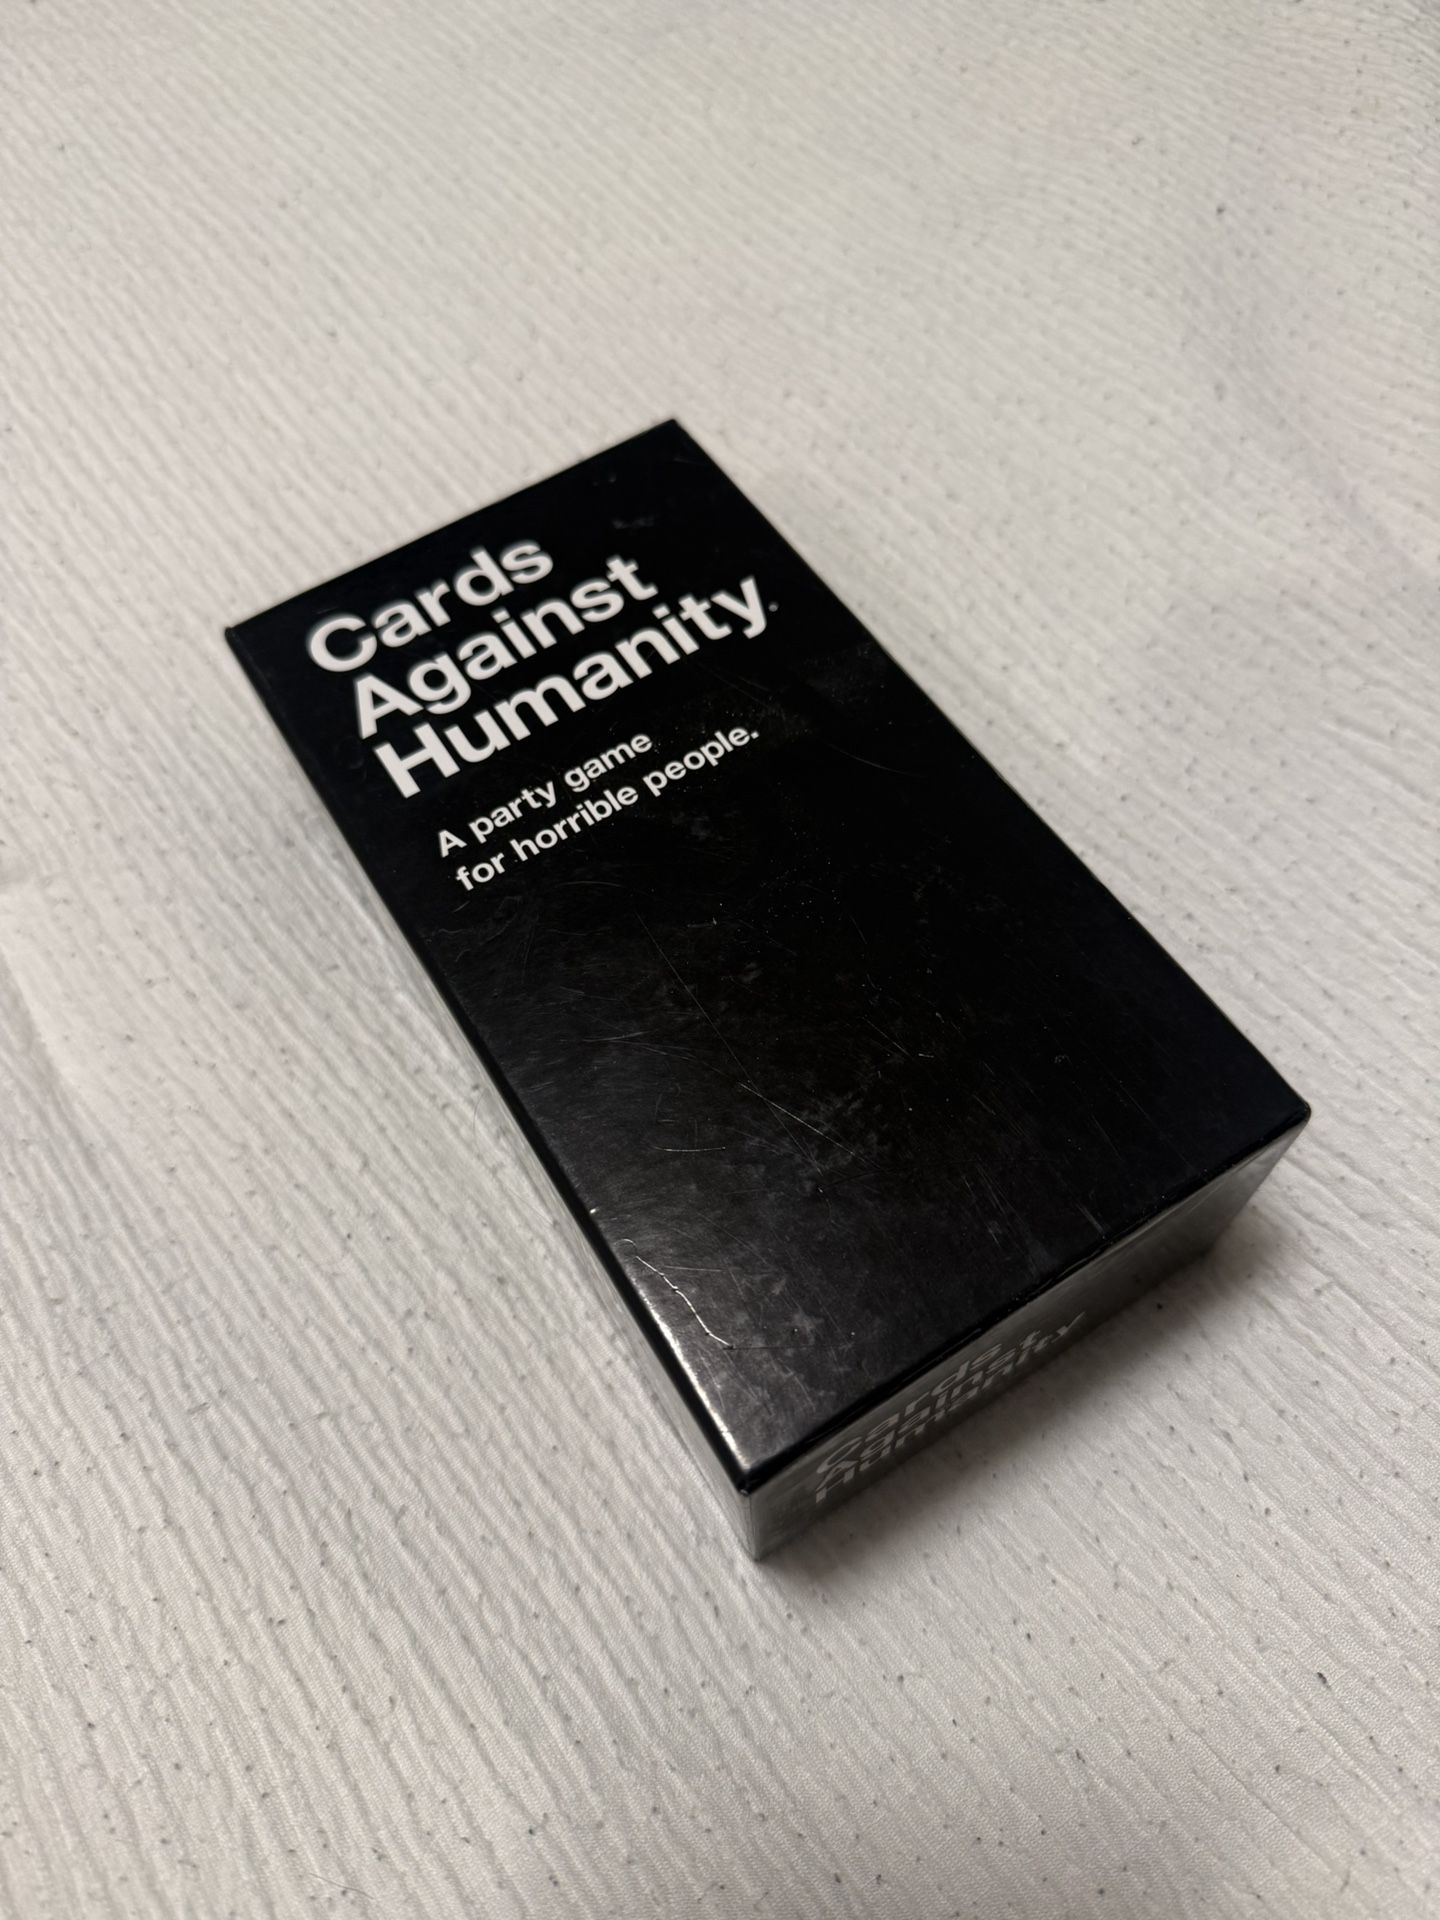 Cards
Against
Humanity
A party game
for horrible people.
Cards
Against
Humanity